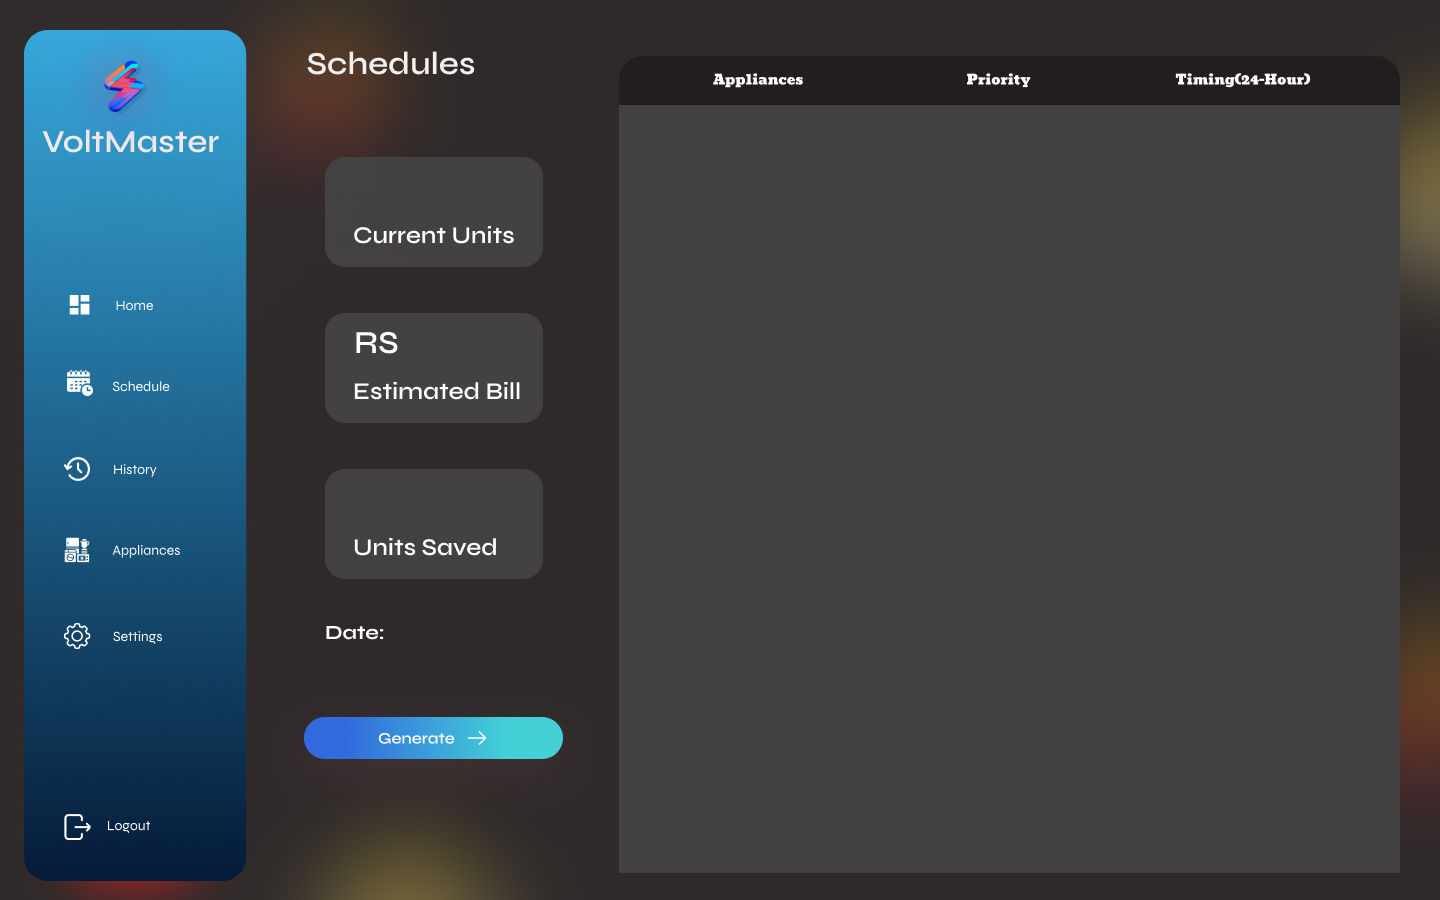 VoltMaster
Home
Schedule
History
Appliances
Settings
Logout
Schedules
Current Units
RS
Estimated Bill
Units Saved
Date:
Generate
Appliances Priority Timing(24-Hour)